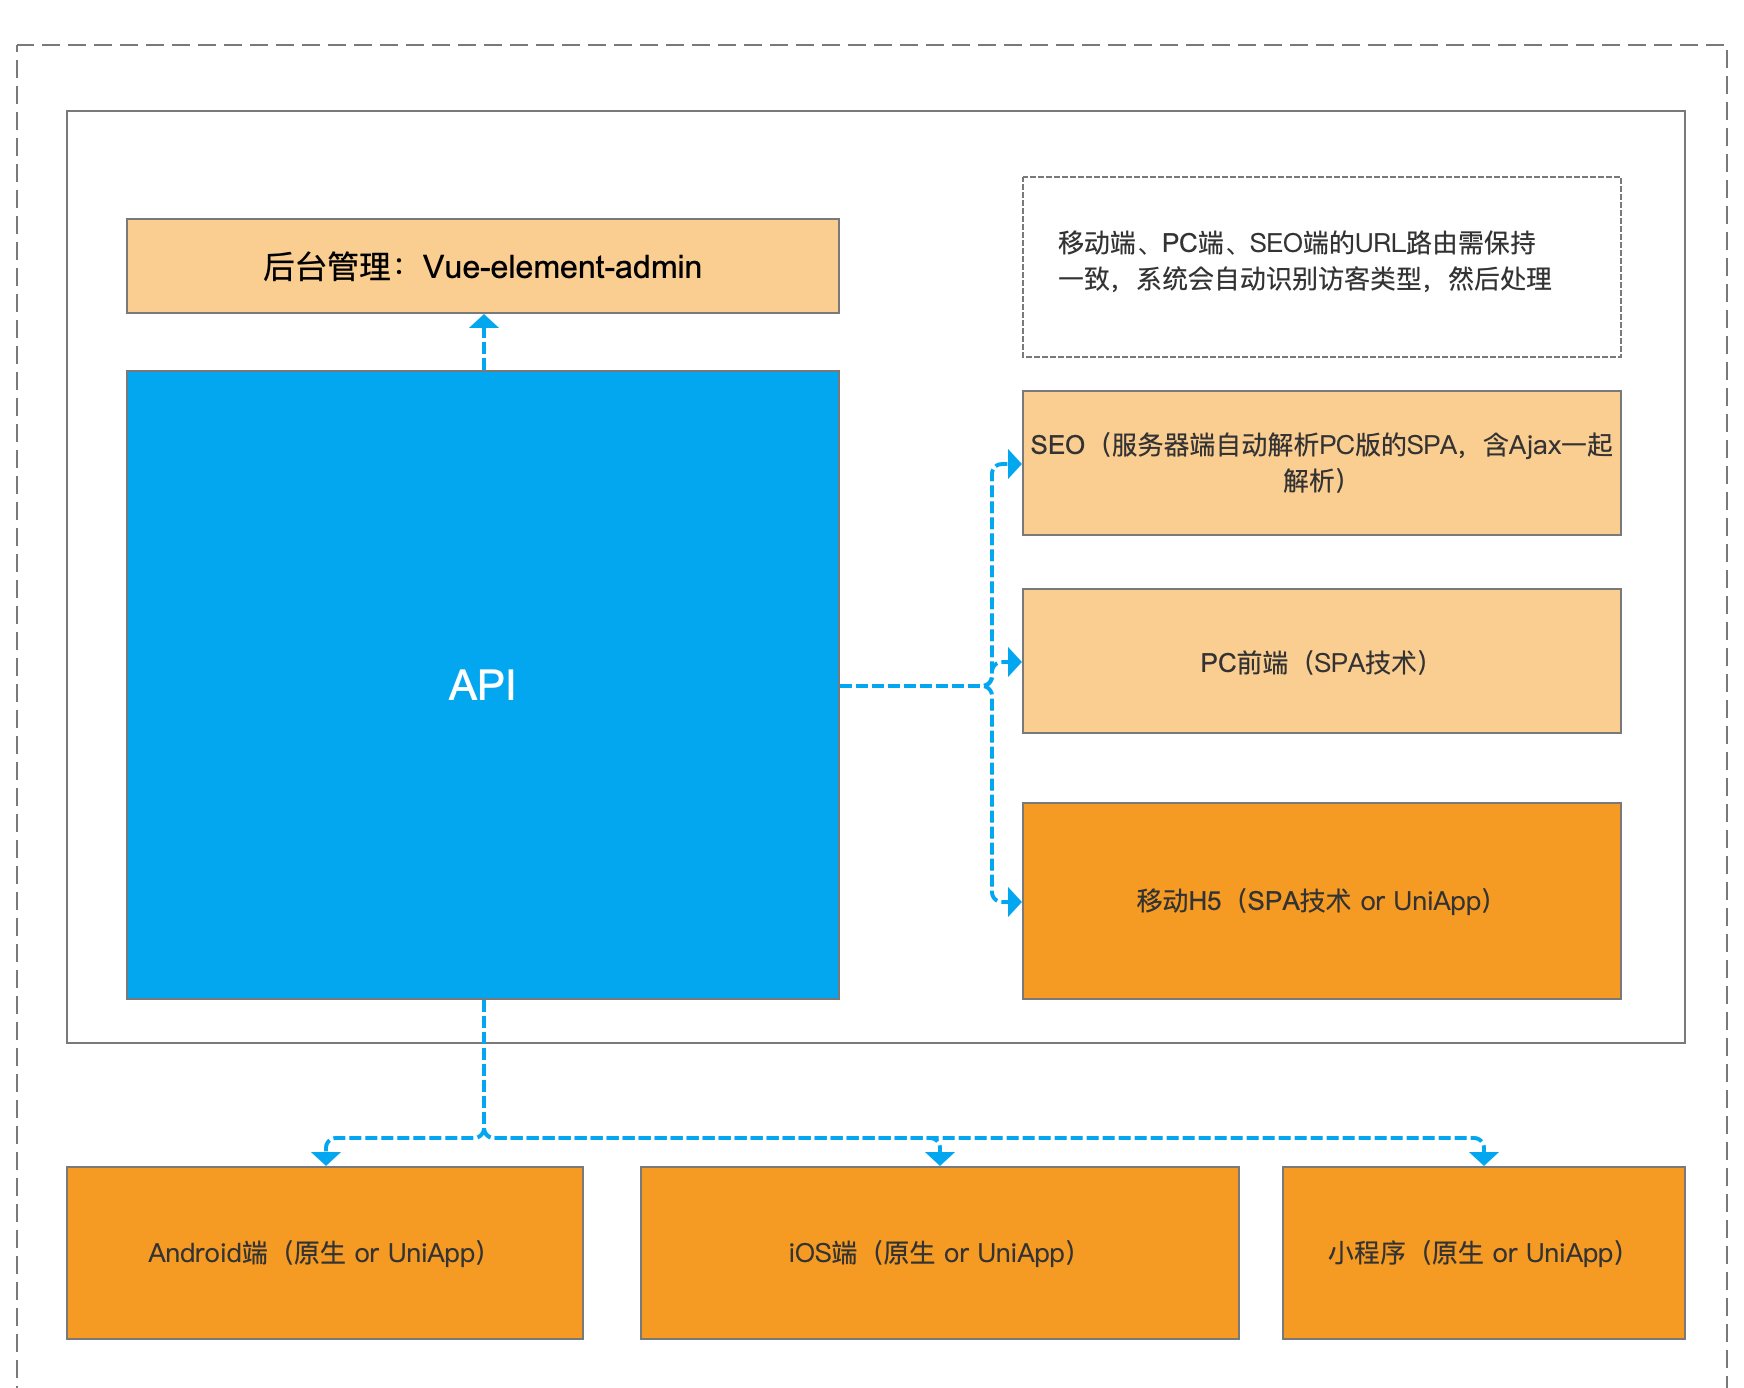 后台管理：Vue-element-admin
移动端、PC端、SEO端的URL路由需保持
一致，系统会自动识别访客类型，然后处理
SEO（服务器端自动解析PC版的SPA，含Ajax一起
解析）
API
PC前端（SPA技术）
移动H5（SPA技术 or UniApp）
Android端（原生 or UniApp）
iOS端（原生 or UniApp）
小程序（原生 or UniApp）